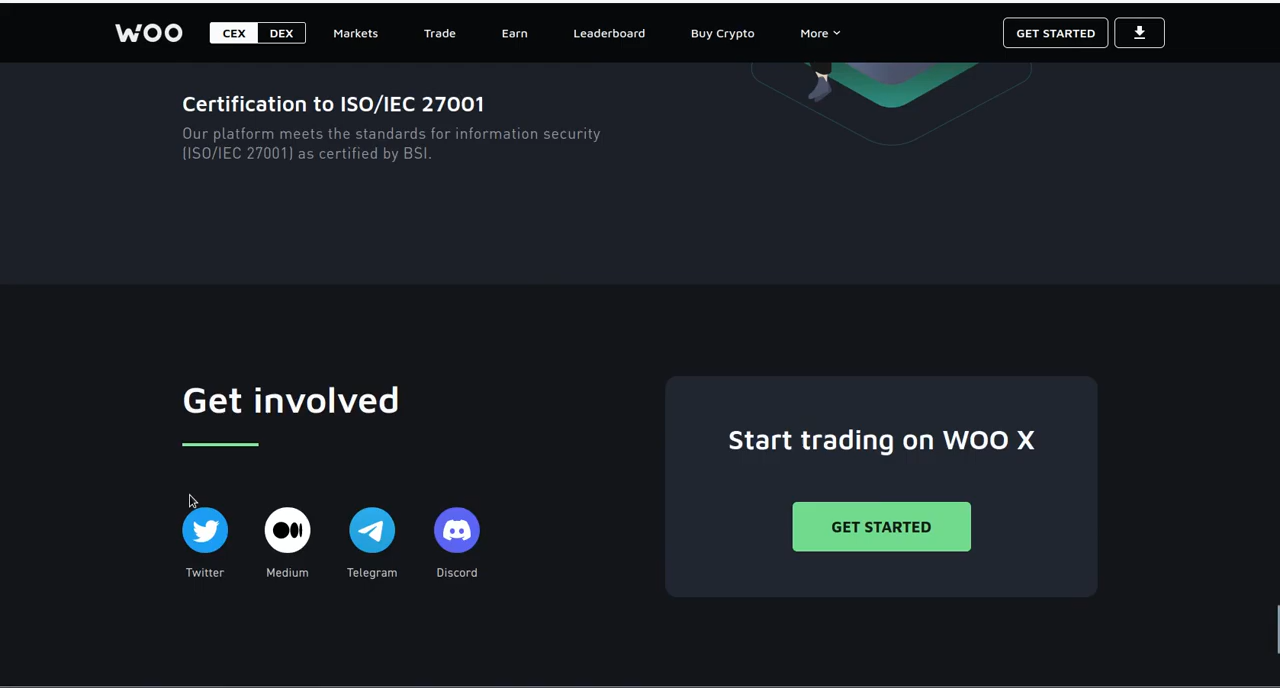 WOO CEX DEX Markets Trade Earn Leaderboard Buy Crypto More GET STARTED
Certification to ISO/IEC 27001
Our platform meets the standards for information security
(ISO/IEC 27001) as certified by BSI.
Get involved
Start trading on WOO X
GET STARTED
Twitter Medium Telegram Discord